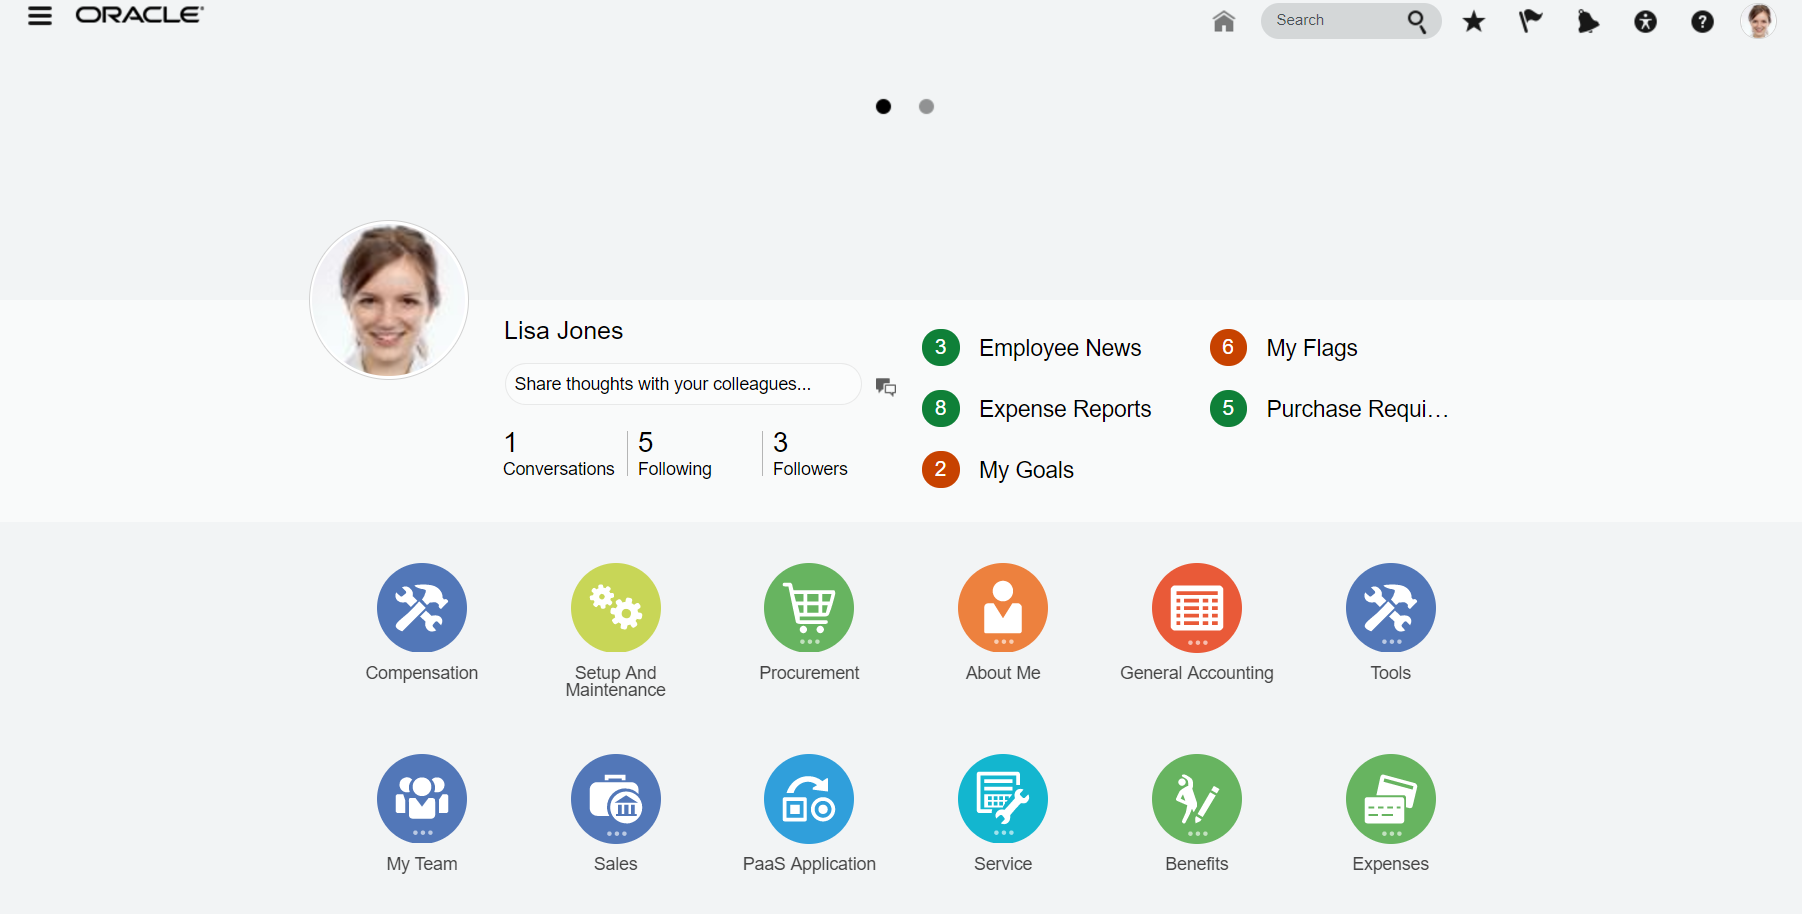 ORACLE
Search
Lisa Jones
Share thoughts with your colleagues...
1
Conversations
5
Following
3
Followers
3 Employee News
6 My Flags
8 Expense Reports
5 Purchase Requi...
2 My Goals
Compensation
Setup And
Maintenance
Procurement
About Me
General Accounting
Tools
My Team
Sales
PaaS Application
Service
Benefits
Expenses